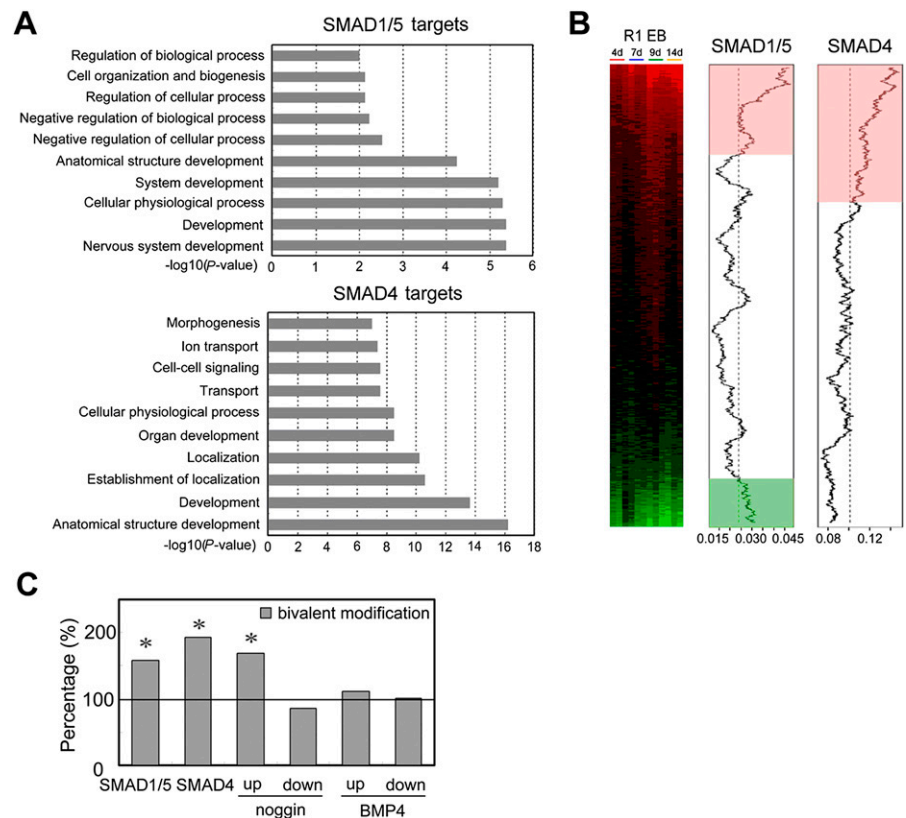 A
SMAD1/5 targets
Regulation of biological process
Cell organization and biogenesis
Regulation of cellular process
Negative regulation of biological process
Negative regulation of cellular process
Anatomical structure development
System development
Cellular physiological process
Development
Nervous system development
-log10(P-value)
0 1 2 3 4 5 6
SMAD4 targets
Morphogenesis
Ion transport
Cell-cell signaling
Transport
Cellular physiological process
Organ development
Localization
Establishment of localization
Development
Anatomical structure development
-log10(P-value)
0 2 4 6 8 10 12 14 16 18
B
R1 EB
4d 7d 9d 14d
SMAD1/5
SMAD4
0.015 0.030 0.045
0.08 0.12
C
Percentage (%)
200
100
0
bivalent modification
* * *
SMAD1/5 SMAD4 up down up down
noggin BMP4